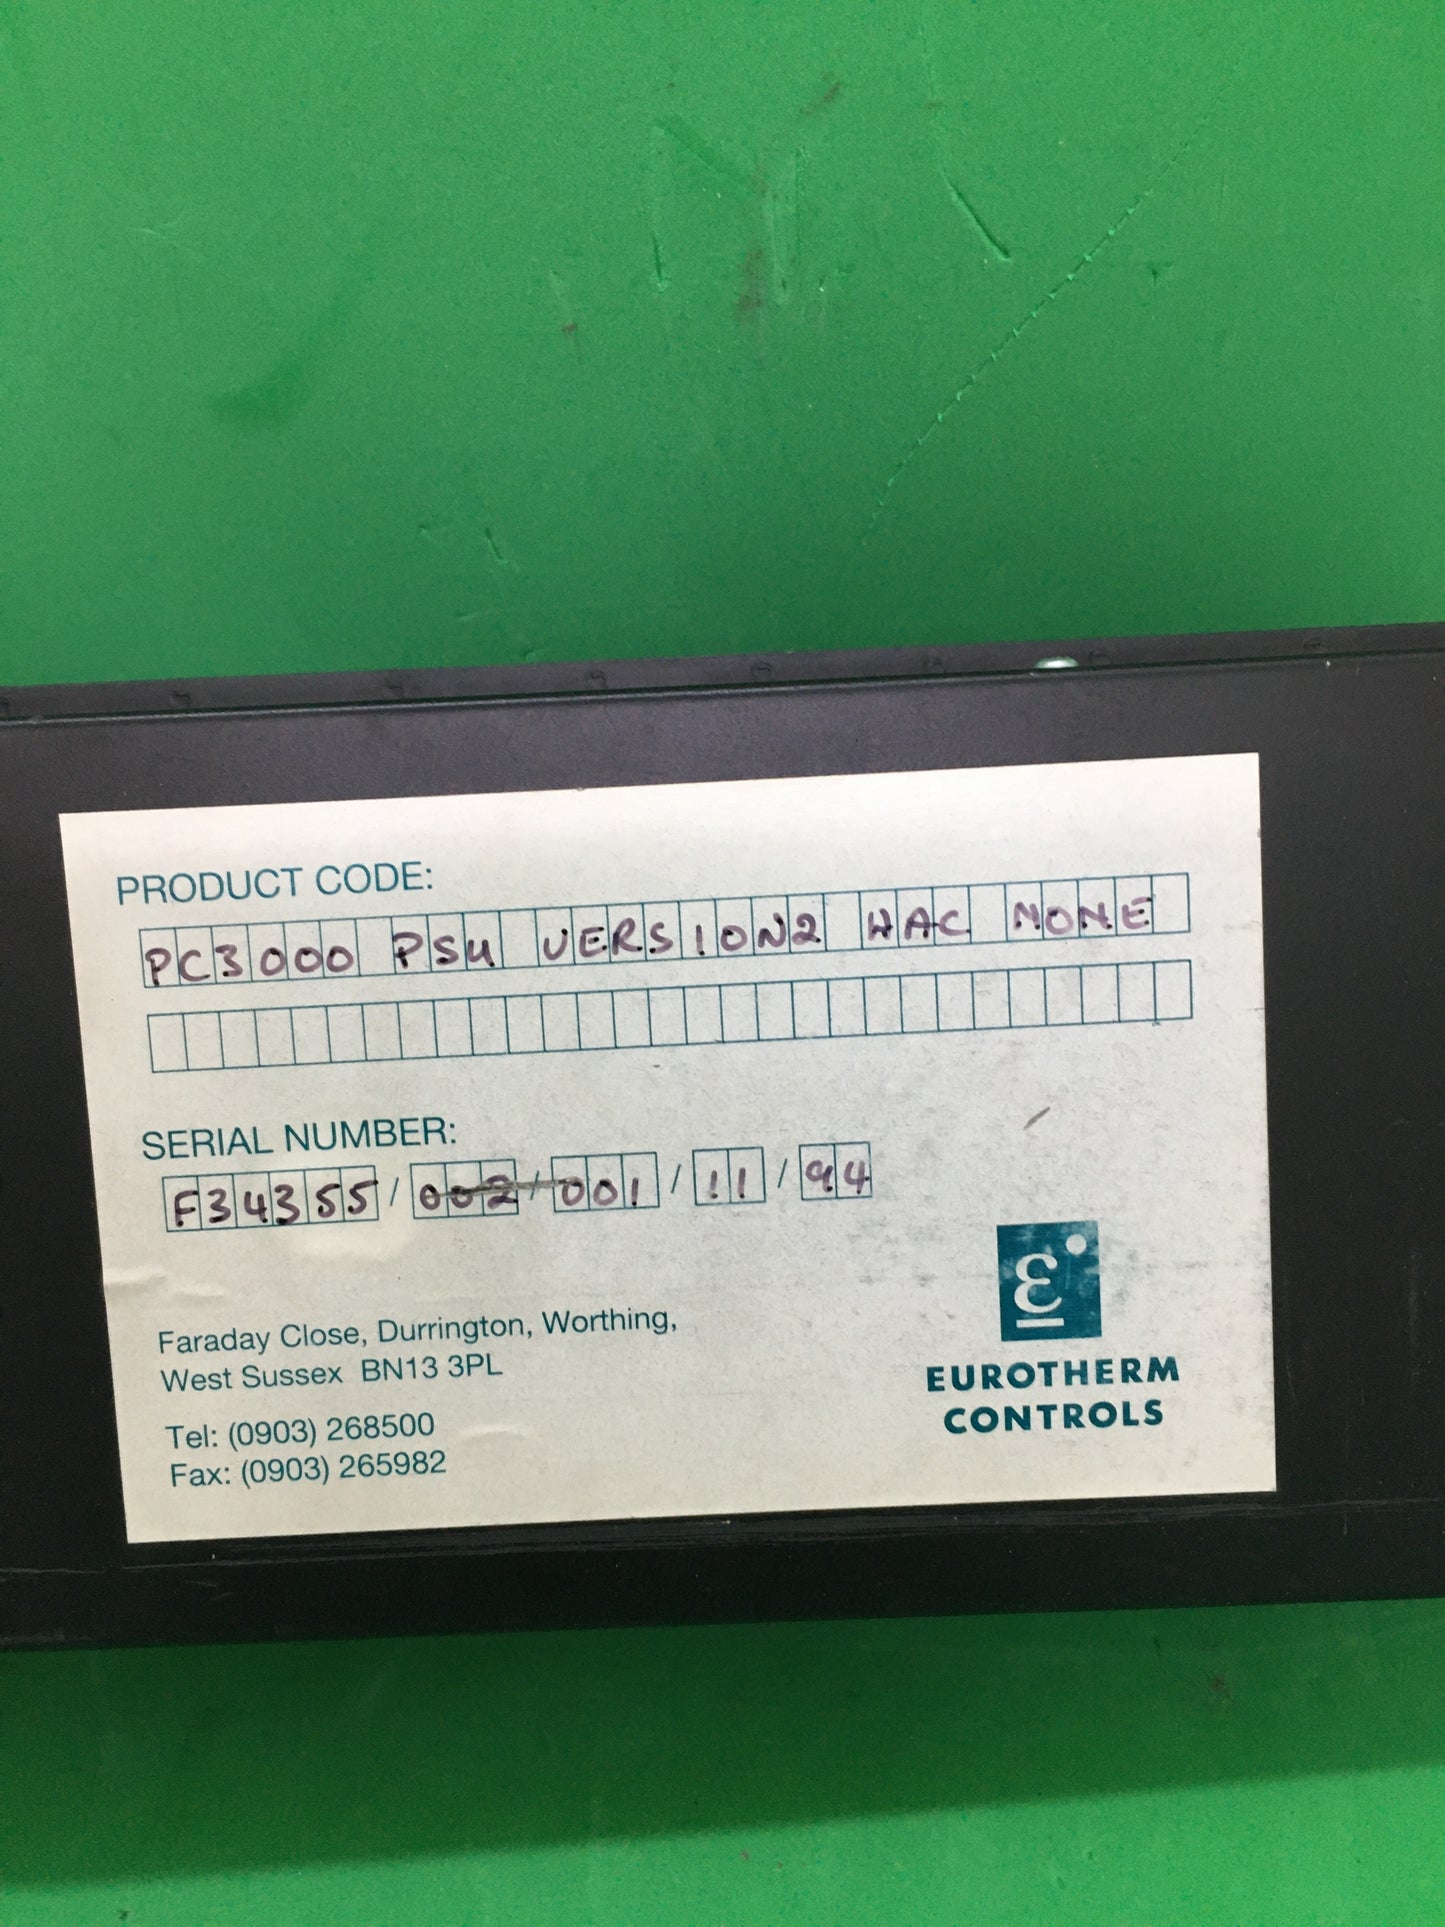 PRODUCT CODE:
PC3000 PSU VERSION2 HAC NONE
SERIAL NUMBER:
F34355/002/001/11/94
Faraday Close, Durrington, Worthing,
West Sussex BN13 3PL
Tel: (0903) 268500
Fax: (0903) 265982
EUROTHERM
CONTROLS